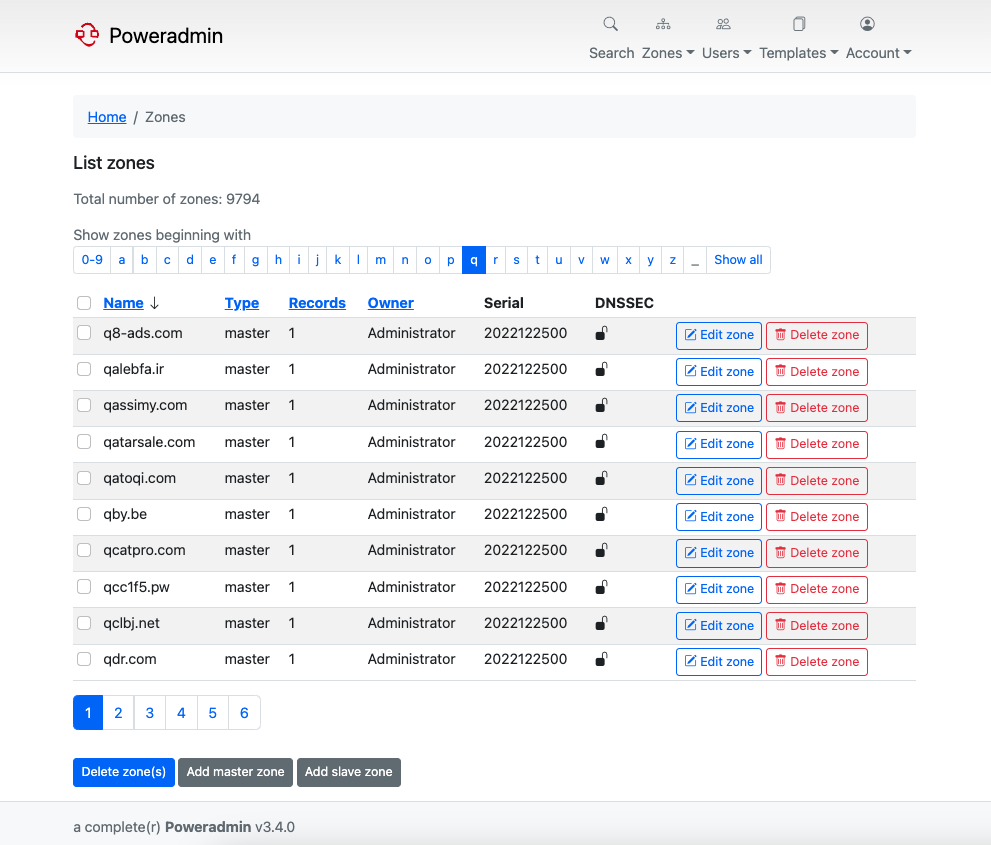 Poweradmin
Search Zones Users Templates Account
Home / Zones
List zones
Total number of zones: 9794
Show zones beginning with
0-9 a b c d e f g h i j k l m n o p q r s t u v w x y z _ Show all
Name Type Records Owner Serial DNSSEC
q8-ads.com master 1 Administrator 2022122500 Edit zone Delete zone
qalebfa.ir master 1 Administrator 2022122500 Edit zone Delete zone
qassimy.com master 1 Administrator 2022122500 Edit zone Delete zone
qatarsale.com master 1 Administrator 2022122500 Edit zone Delete zone
qatoqi.com master 1 Administrator 2022122500 Edit zone Delete zone
qby.be master 1 Administrator 2022122500 Edit zone Delete zone
qcatpro.com master 1 Administrator 2022122500 Edit zone Delete zone
qcc1f5.pw master 1 Administrator 2022122500 Edit zone Delete zone
qclbj.net master 1 Administrator 2022122500 Edit zone Delete zone
qdr.com master 1 Administrator 2022122500 Edit zone Delete zone
1 2 3 4 5 6
Delete zone(s) Add master zone Add slave zone
a complete(r) Poweradmin v3.4.0